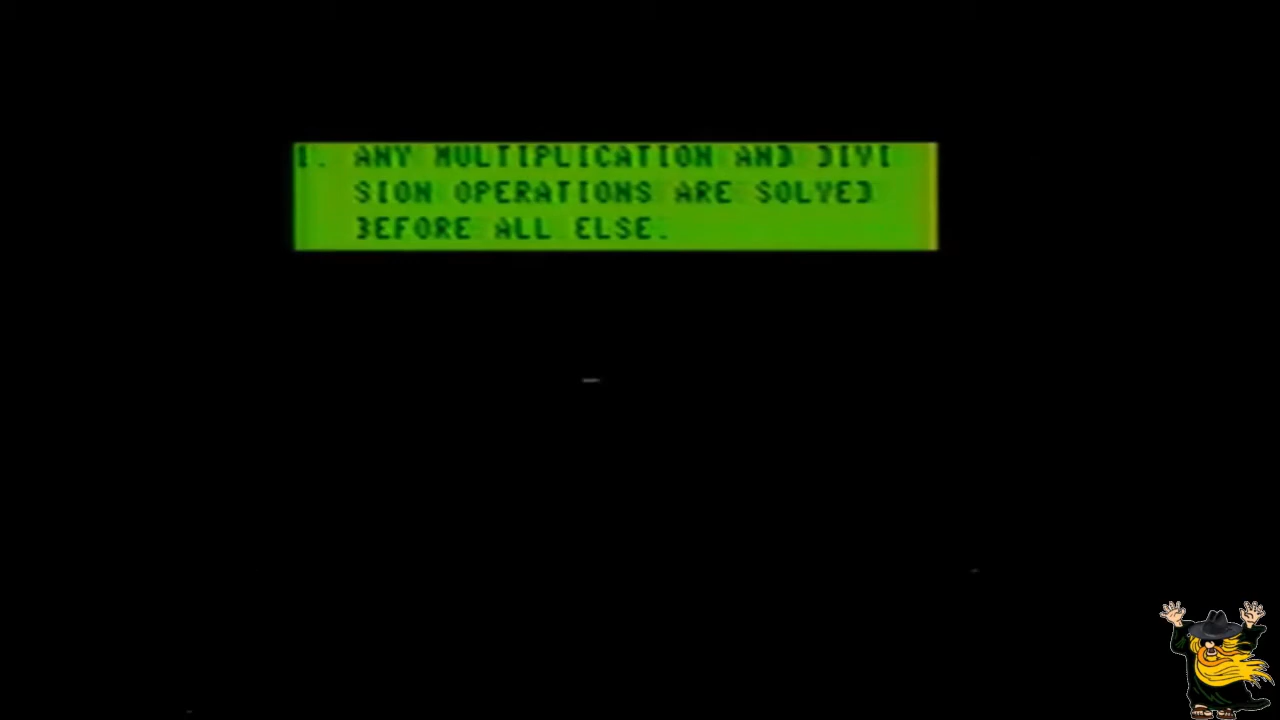 1. ANY MULTIPLICATION AND DIVI
SION OPERATIONS ARE SOLVED
BEFORE ALL ELSE.